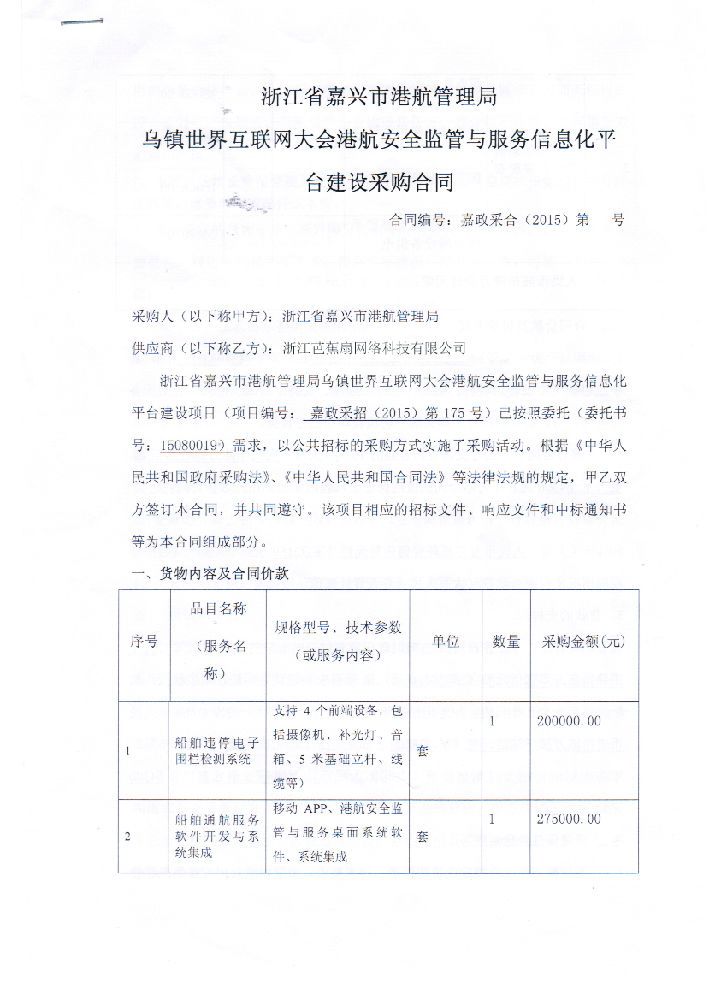 浙江省嘉兴市港航管理局
乌镇世界互联网大会港航安全监管与服务信息化平
台建设采购合同
合同编号：嘉政采合（2015）第　号
采购人（以下称甲方）：浙江省嘉兴市港航管理局
供应商（以下称乙方）：浙江芭蕉扇网络科技有限公司
浙江省嘉兴市港航管理局乌镇世界互联网大会港航安全监管与服务信息化
平台建设项目（项目编号： 嘉政采招（2015）第 175 号）已按照委托（委托书
号：15080019）需求，以公共招标的采购方式实施了采购活动。根据《中华人
民共和国政府采购法》、《中华人民共和国合同法》等法律法规的规定，甲乙双
方签订本合同，并共同遵守。该项目相应的招标文件、响应文件和中标通知书
等为本合同组成部分。
一、货物内容及合同价款
序号
品目名称
（服务名
称）
规格型号、技术参数
（或服务内容）
单位
数量
采购金额(元)
1
船舶违停电子
围栏检测系统
支持 4 个前端设备，包
括摄像机、补光灯、音
箱、5 米基础立杆、线
缆等）
套
1
200000.00
2
船舶通航服务
软件开发与系
统集成
移动 APP、港航安全监
管与服务桌面系统软
件、系统集成
套
1
275000.00